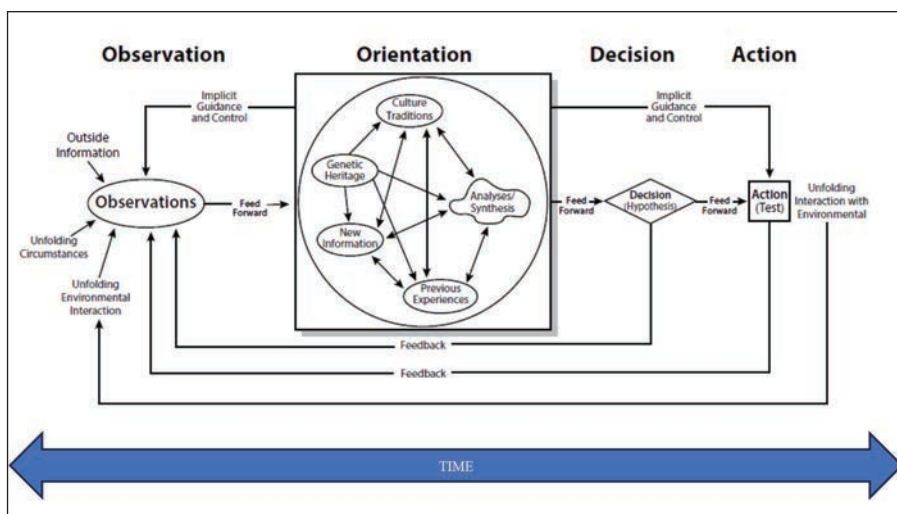 Observation
Orientation
Decision
Action
Implicit
Guidance
and Control
Culture
Traditions
Implicit
Guidance
and Control
Outside
Information
Genetic
Heritage
Observations
Feed
Forward
Analyses/
Synthesis
Feed
Forward
Decision
(Hypothesis)
Feed
Forward
Action
(Test)
Unfolding
Interaction with
Environmental
New
Information
Unfolding
Circumstances
Unfolding
Environmental
Interaction
Previous
Experiences
Feedback
Feedback
TIME